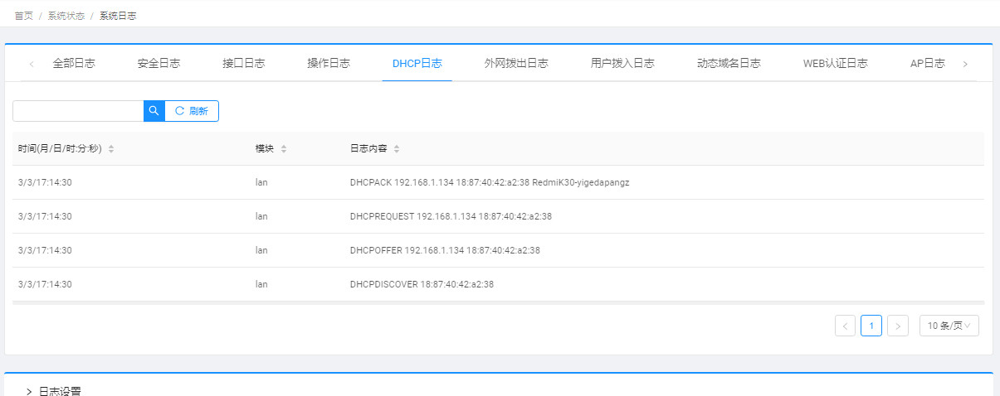 首页 / 系统状态 / 系统日志
全部日志 安全日志 接口日志 操作日志 DHCP日志 外网拨出日志 用户拨入日志 动态域名日志 WEB认证日志 AP日志
刷新
时间(月/日/时:分:秒) 模块 日志内容
3/3/17:14:30 lan DHCPACK 192.168.1.134 18:87:40:42:a2:38 RedmiK30-yigedapangz
3/3/17:14:30 lan DHCPREQUEST 192.168.1.134 18:87:40:42:a2:38
3/3/17:14:30 lan DHCPOFFER 192.168.1.134 18:87:40:42:a2:38
3/3/17:14:30 lan DHCPDISCOVER 18:87:40:42:a2:38
1 10 条/页
日志设置